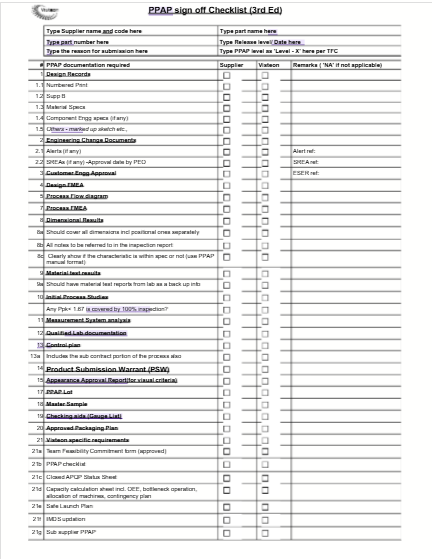 Visteon
PPAP sign off Checklist (3rd Ed)
Type Supplier name and code here Type part name here
Type part number here Type Release level/ Date here
Type the reason for submission here Type PPAP level as 'Level - X' here per TFC
# PPAP documentation required Supplier Visteon Remarks ( 'NA' if not applicable)
1 Design Records
1.1 Numbered Print
1.2 Supp B
1.3 Material Specs
1.4 Component Engg specs (if any)
1.5 Others - marked up sketch etc.,
2 Engineering Change Documents
2.1 Alerts (if any) Alert ref:
2.2 SREAs (if any) -Approval date by PEO SREA ref:
3 Customer Engg Approval ESER ref:
4 Design FMEA
5 Process Flow diagram
7 Process FMEA
8 Dimensional Results
8a Should cover all dimensions incl positional ones separately
8b All notes to be referred to in the inspection report
8c Clearly show if the characteristic is within spec or not (use PPAP
manual format)
9 Material test results
9a Should have material test reports from lab as a back up info
10 Initial Process Studies
Any Ppk< 1.67 is covered by 100% inspection?
11 Measurement System analysis
12 Qualified Lab documentation
13 Control plan
13a Includes the sub contract portion of the process also
14 Product Submission Warrant (PSW)
15 Appearance Approval Report(for visual criteria)
17 PPAP Lot
18 Master Sample
19 Checking aids (Gauge List)
20 Approved Packaging Plan
21 Visteon specific requirements
21a Team Feasibility Commitment form (approved)
21b PPAP checklist
21c Closed APQP Status Sheet
21d Capacity calculation sheet incl. OEE, bottleneck operation,
allocation of machines, contingency plan
21e Safe Launch Plan
21f IMDS updation
21g Sub supplier PPAP